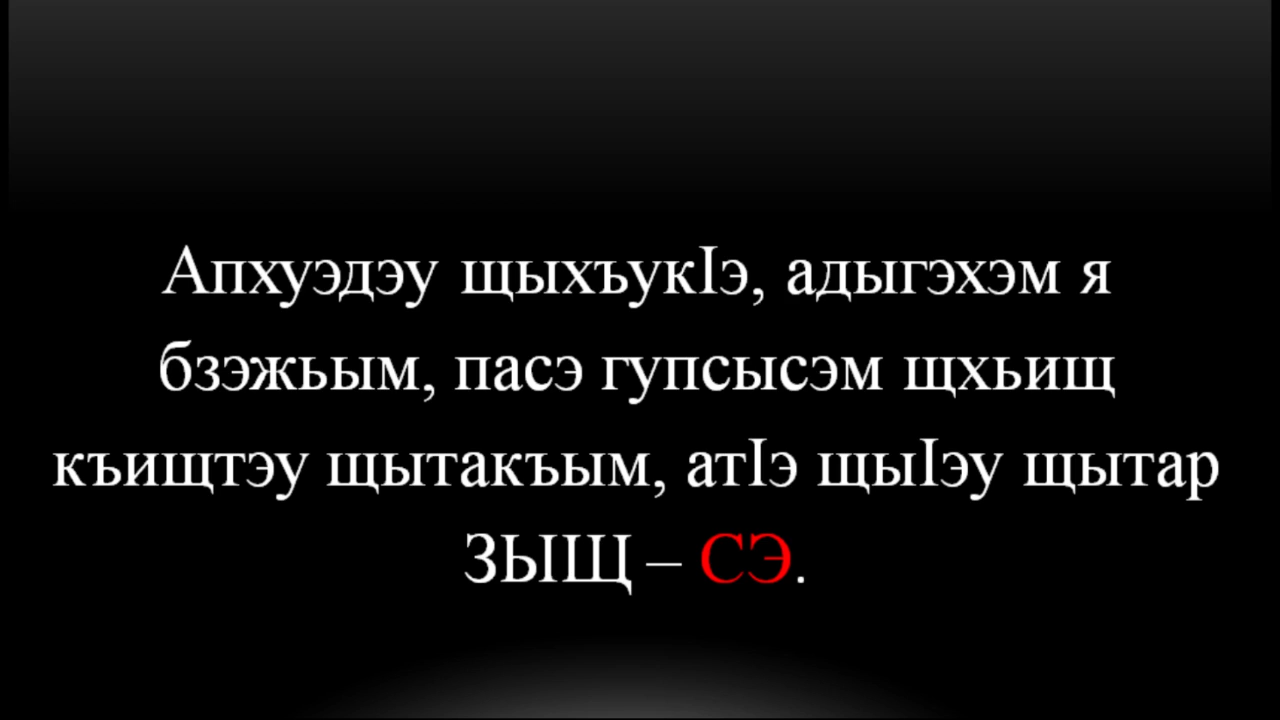 Апхуэдэу щыхъукIэ, адыгэхэм я
бзэжьым, пасэ гупсысэм щхьищ
къищтэу щытакъым, атIэ щыIэу щытар
ЗЫЩ – СЭ.